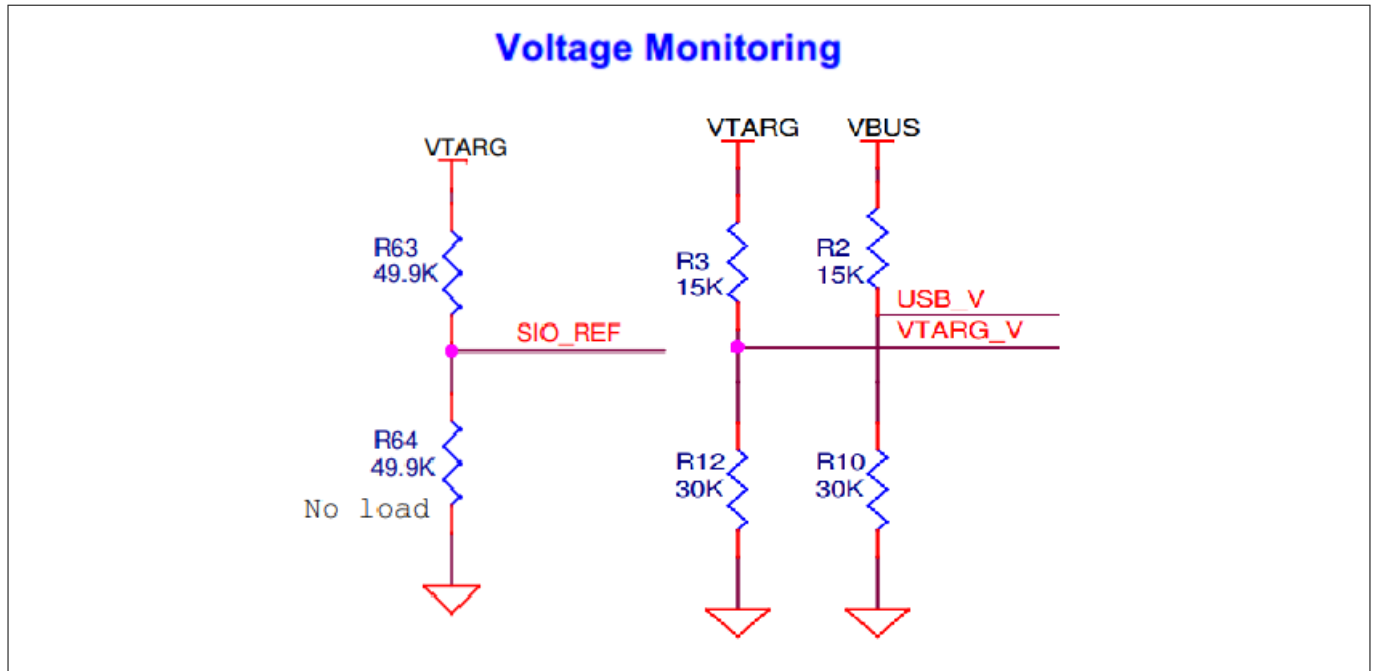 Voltage Monitoring
VTARG
R63
49.9K
SIO_REF
R64
49.9K
No load
VTARG
R3
15K
R12
30K
VBUS
R2
15K
USB_V
VTARG_V
R10
30K